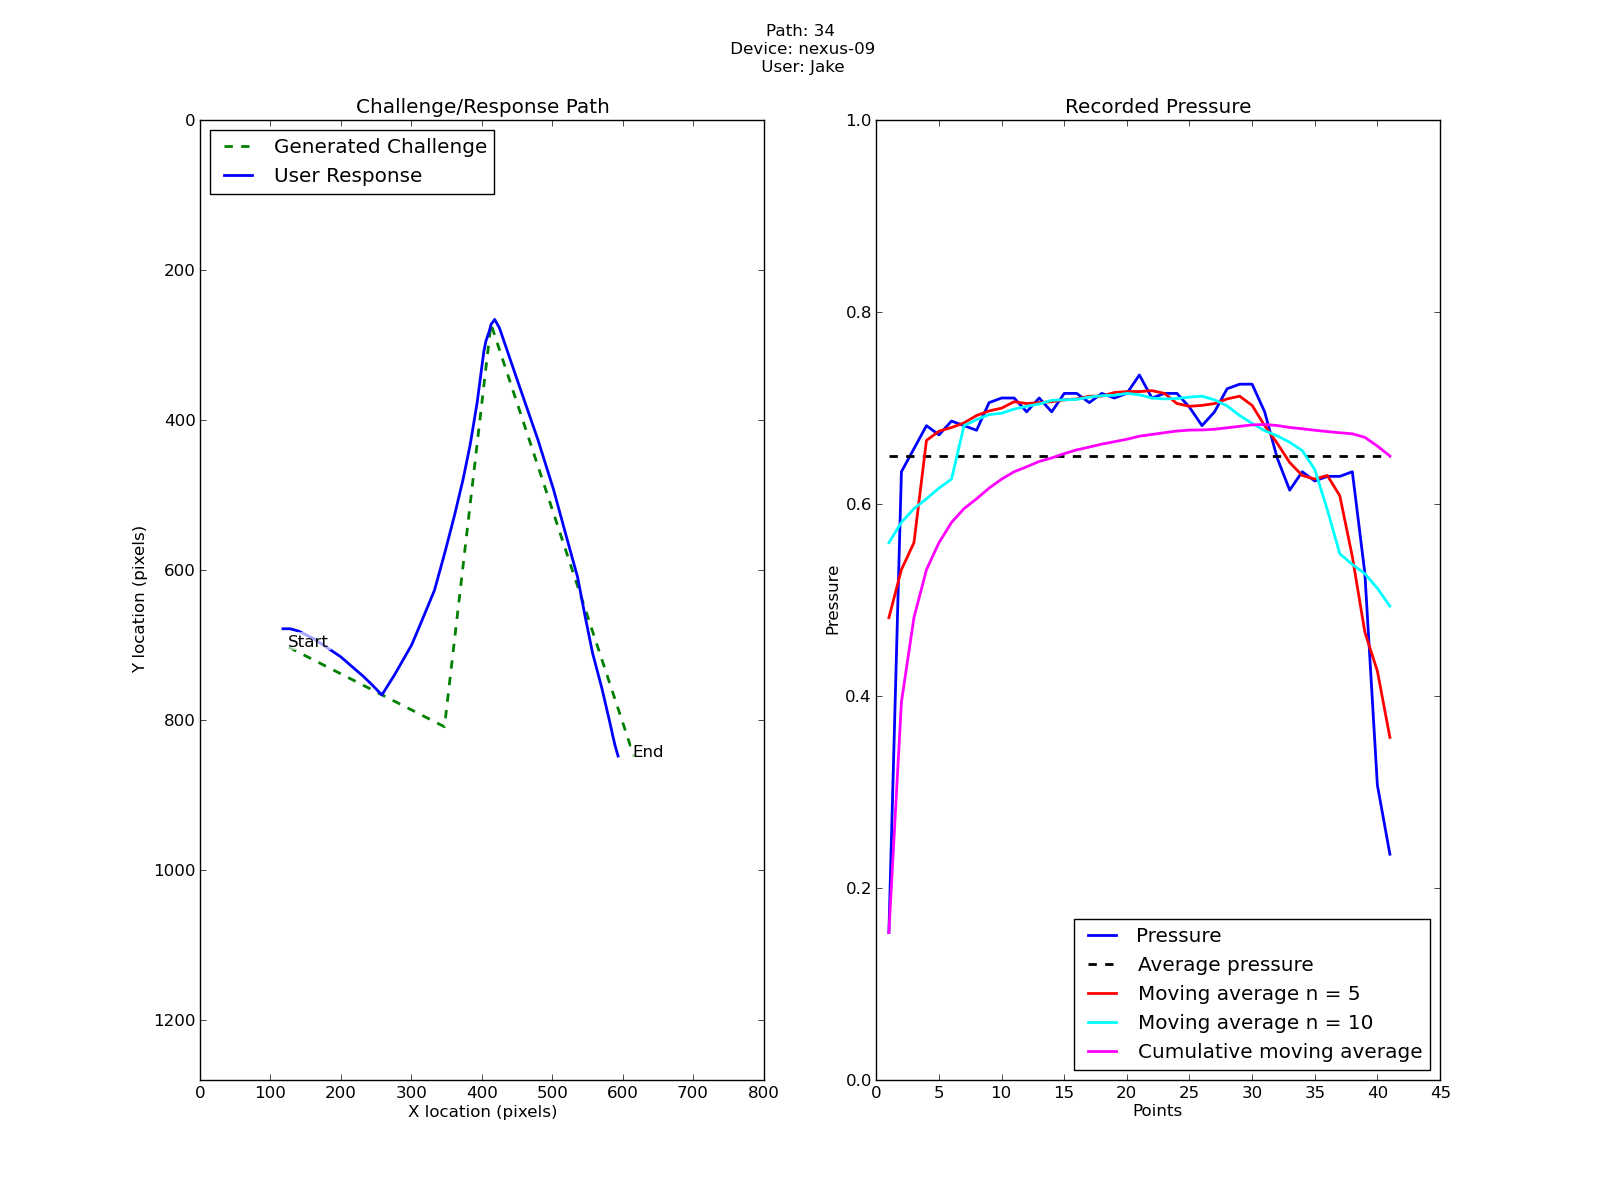 Path: 34
Device: nexus-09
User: Jake
Challenge/Response Path
0
200
400
600
800
1000
1200
Y location (pixels)
Generated Challenge
User Response
Start
End
0 100 200 300 400 500 600 700 800
X location (pixels)
Recorded Pressure
1.0
0.8
0.6
0.4
0.2
0.0
Pressure
Pressure
Average pressure
Moving average n = 5
Moving average n = 10
Cumulative moving average
0 5 10 15 20 25 30 35 40 45
Points